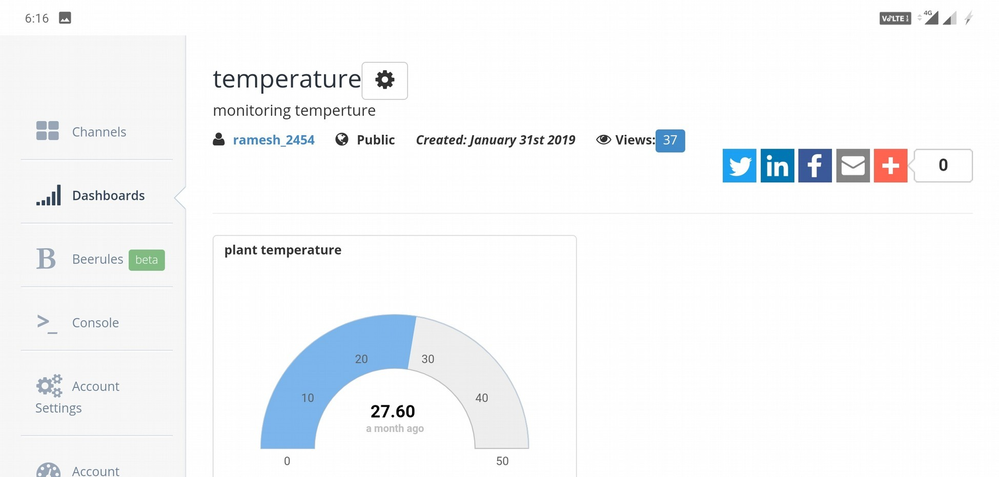 6:16
VoLTE 4G
temperature
monitoring temperture
ramesh_2454 Public Created: January 31st 2019 Views: 37
in f 0
Channels
Dashboards
B Beerules beta
>_ Console
Account
Settings
Account
plant temperature
20 30
10 40
27.60
a month ago
0 50